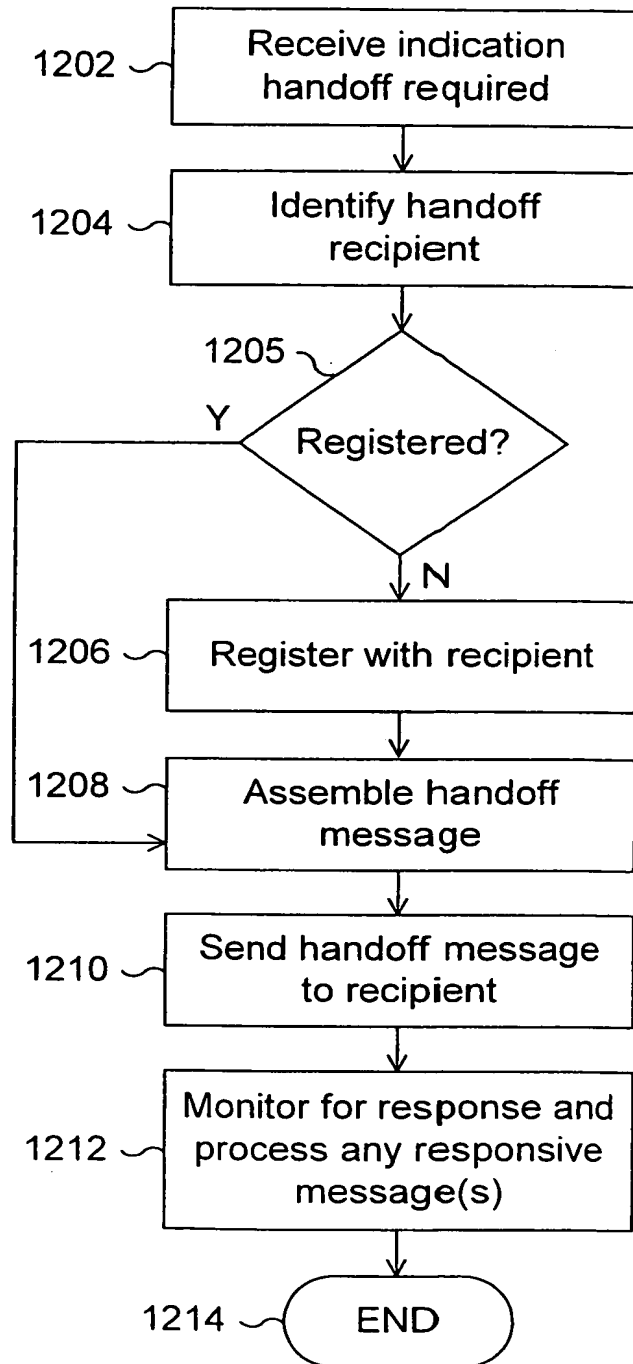 1202
Receive indication
handoff required
1204
Identify handoff
recipient
1205
Registered?
Y
N
1206
Register with recipient
1208
Assemble handoff
message
1210
Send handoff message
to recipient
1212
Monitor for response and
process any responsive
message(s)
1214
END